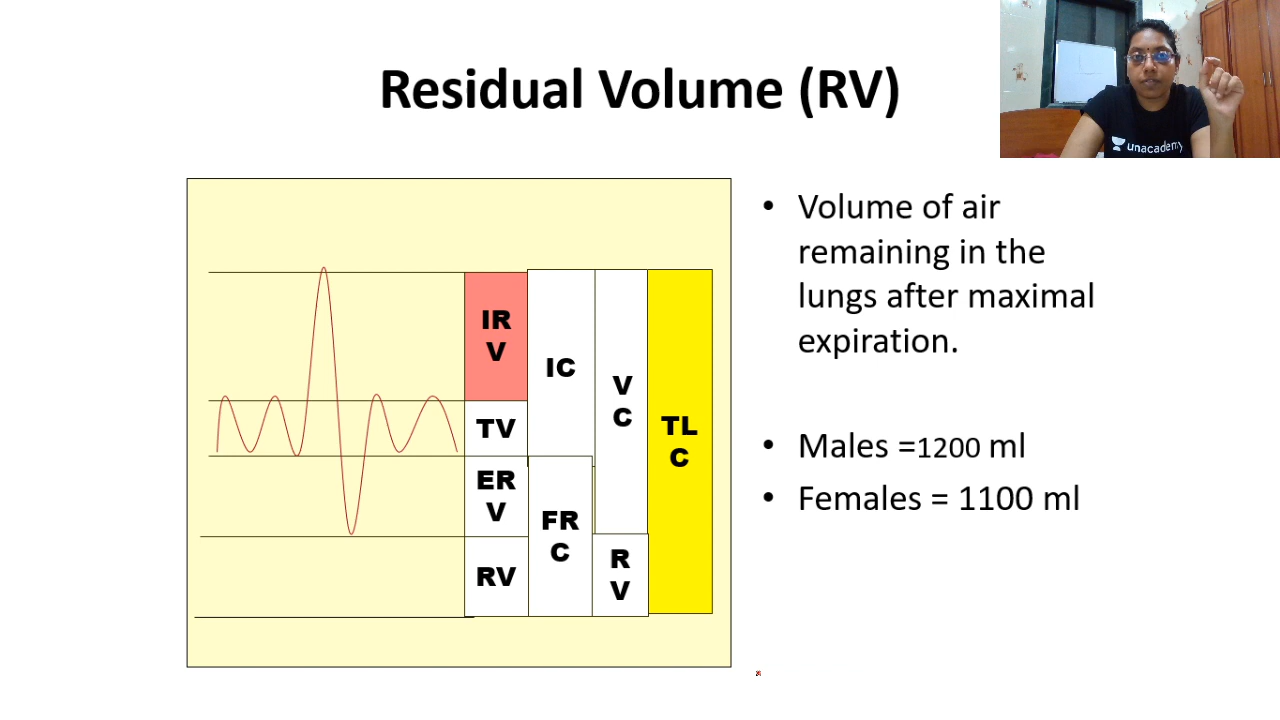 Residual Volume (RV)
unacademy
• Volume of air
remaining in the
lungs after maximal
expiration.
• Males =1200 ml
• Females = 1100 ml
IR
V
TV
ER
V
RV
IC
FR
C
V
C
R
V
TL
C